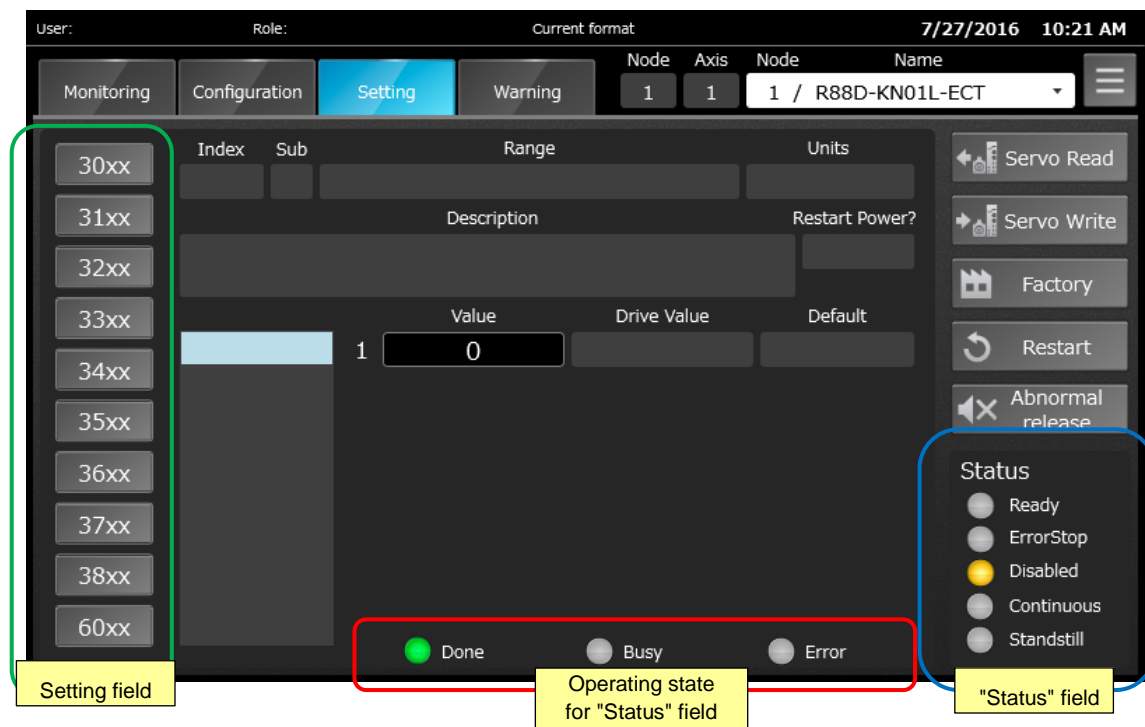 User: Role: Current format 7/27/2016 10:21 AM
Node Axis Node Name
Monitoring Configuration Setting Warning 1 1 1 / R88D-KN01L-ECT
30xx
31xx
32xx
33xx
34xx
35xx
36xx
37xx
38xx
60xx
Index Sub Range Units
Description Restart Power?
Value Drive Value Default
1 0
Servo Read
Servo Write
Factory
Restart
Abnormal
release
Status
Ready
ErrorStop
Disabled
Continuous
Standstill
Done Busy Error
Setting field
Operating state
for "Status" field
"Status" field